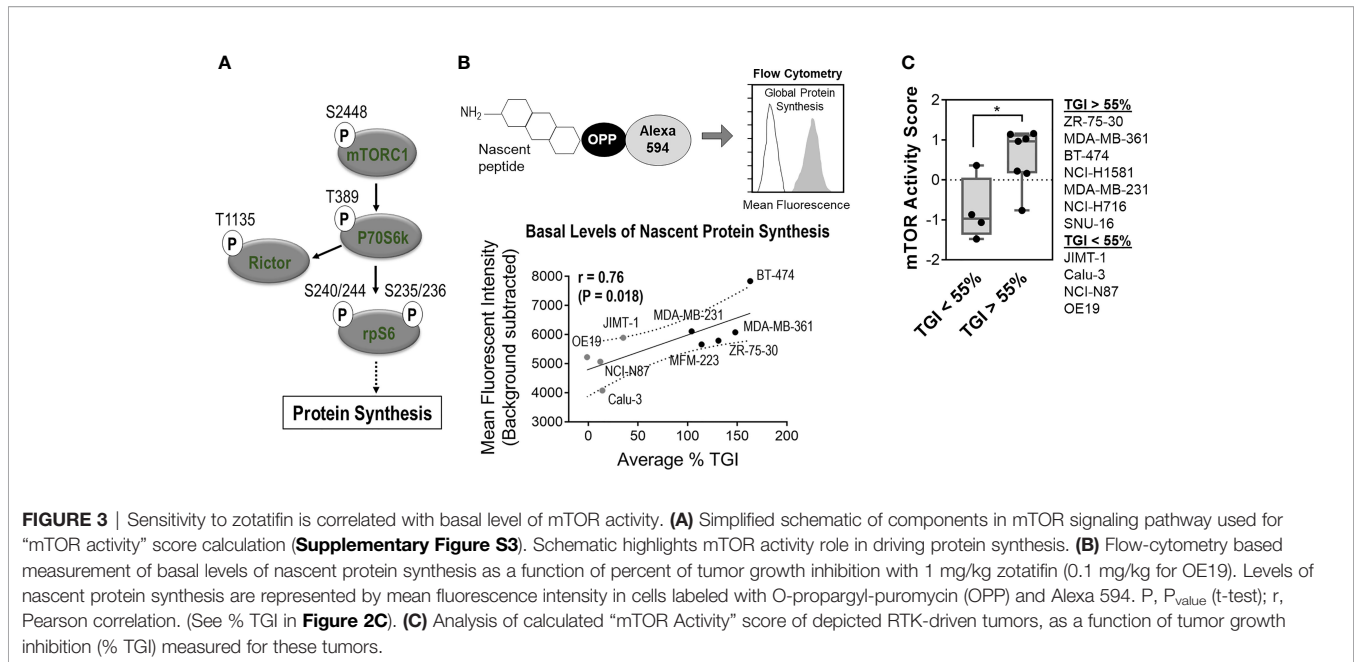 A
S2448
P
mTORC1
T389
P
P70S6k
T1135
P
Rictor
S240/244 S235/236
P P
rpS6
Protein Synthesis
B
NH2
Nascent
peptide
OPP
Alexa
594
Flow Cytometry
Global Protein
Synthesis
Mean Fluorescence
Basal Levels of Nascent Protein Synthesis
Mean Fluorescent Intensity
(Background subtracted)
8000
7000
6000
5000
4000
3000
r = 0.76
(P = 0.018)
BT-474
MDA-MB-231
JIMT-1
MDA-MB-361
OE19
ZR-75-30
MFM-223
NCI-N87
Calu-3
0 50 100 150 200
Average % TGI
C
mTOR Activity Score
2
1
0
-1
-2
*
TGI < 55%
TGI > 55%
TGI > 55%
ZR-75-30
MDA-MB-361
BT-474
NCI-H1581
MDA-MB-231
NCI-H716
SNU-16
TGI < 55%
JIMT-1
Calu-3
NCI-N87
OE19
FIGURE 3 | Sensitivity to zotatifin is correlated with basal level of mTOR activity. (A) Simplified schematic of components in mTOR signaling pathway used for
“mTOR activity” score calculation (Supplementary Figure S3). Schematic highlights mTOR activity role in driving protein synthesis. (B) Flow-cytometry based
measurement of basal levels of nascent protein synthesis as a function of percent of tumor growth inhibition with 1 mg/kg zotatifin (0.1 mg/kg for OE19). Levels of
nascent protein synthesis are represented by mean fluorescence intensity in cells labeled with O-propargyl-puromycin (OPP) and Alexa 594. P, Pvalue (t-test); r,
Pearson correlation. (See % TGI in Figure 2C). (C) Analysis of calculated “mTOR Activity” score of depicted RTK-driven tumors, as a function of tumor growth
inhibition (% TGI) measured for these tumors.